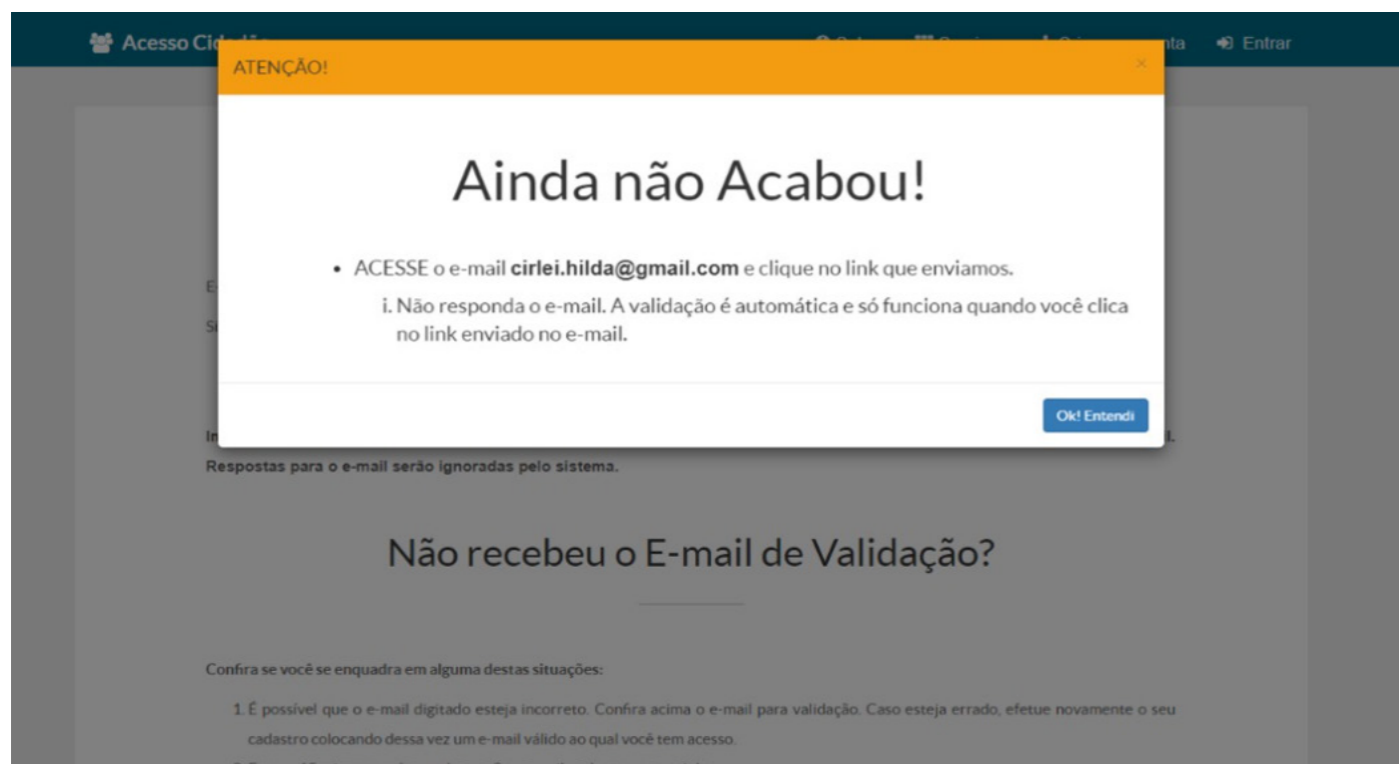 Acesso
Entrar
ATENÇÃO!
×
Ainda não Acabou!
• ACESSE o e-mail cirlei.hilda@gmail.com e clique no link que enviamos.
i. Não responda o e-mail. A validação é automática e só funciona quando você clica
no link enviado no e-mail.
Ok! Entendi
Respostas para o e-mail serão ignoradas pelo sistema.
Não recebeu o E-mail de Validação?
Confira se você se enquadra em alguma destas situações:
1. É possível que o e-mail digitado esteja incorreto. Confira acima o e-mail para validação. Caso esteja errado, efetue novamente o seu
cadastro colocando dessa vez um e-mail válido ao qual você tem acesso.